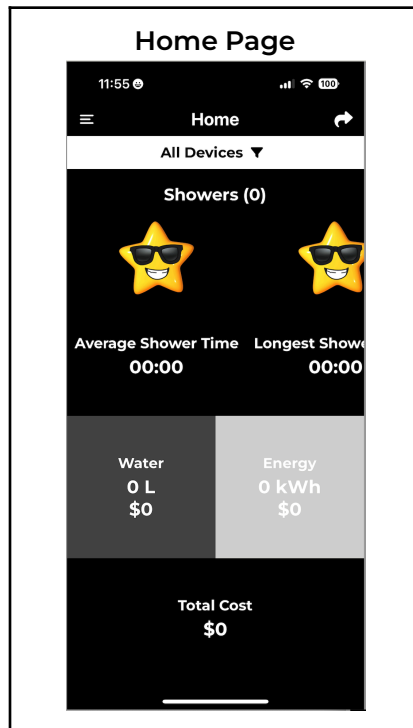 Home Page
11:55
100
Home
All Devices
Showers (0)
Average Shower Time Longest Showe
00:00 00:00
Water Energy
0 L 0 kWh
$0 $0
Total Cost
$0